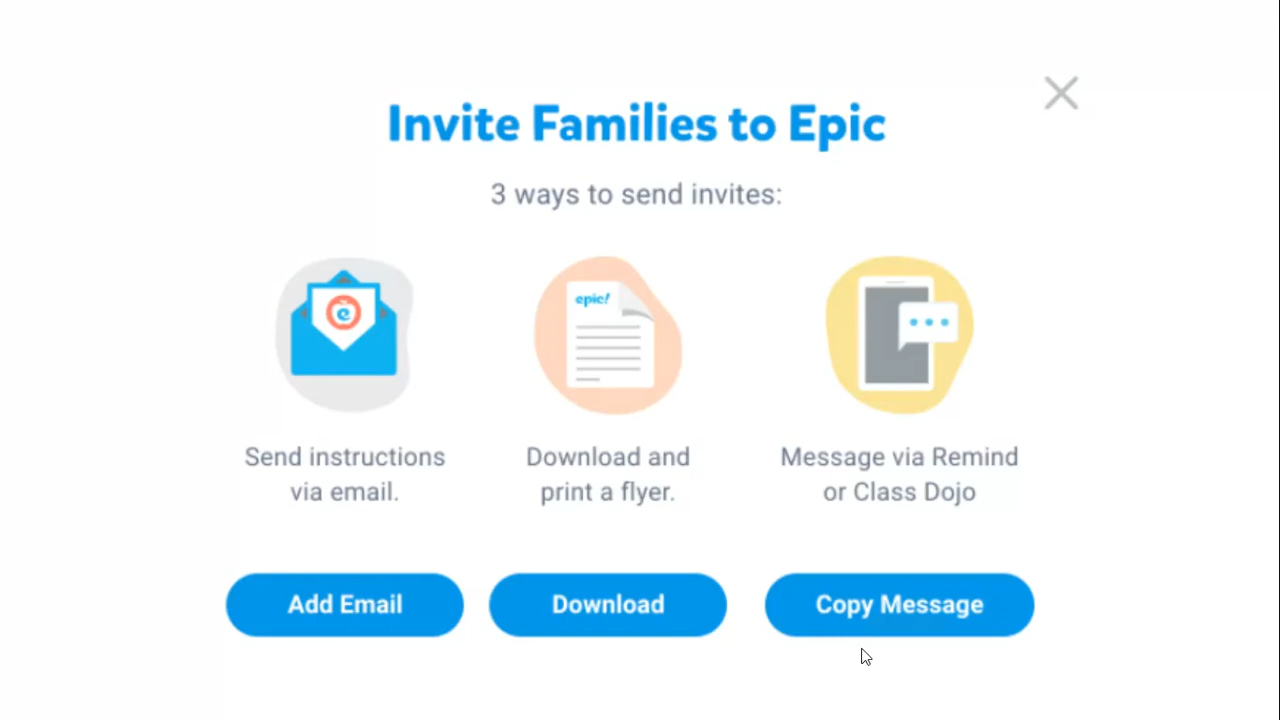 Invite Families to Epic
3 ways to send invites:
epic!
Send instructions
via email.
Download and
print a flyer.
Message via Remind
or Class Dojo
Add Email
Download
Copy Message